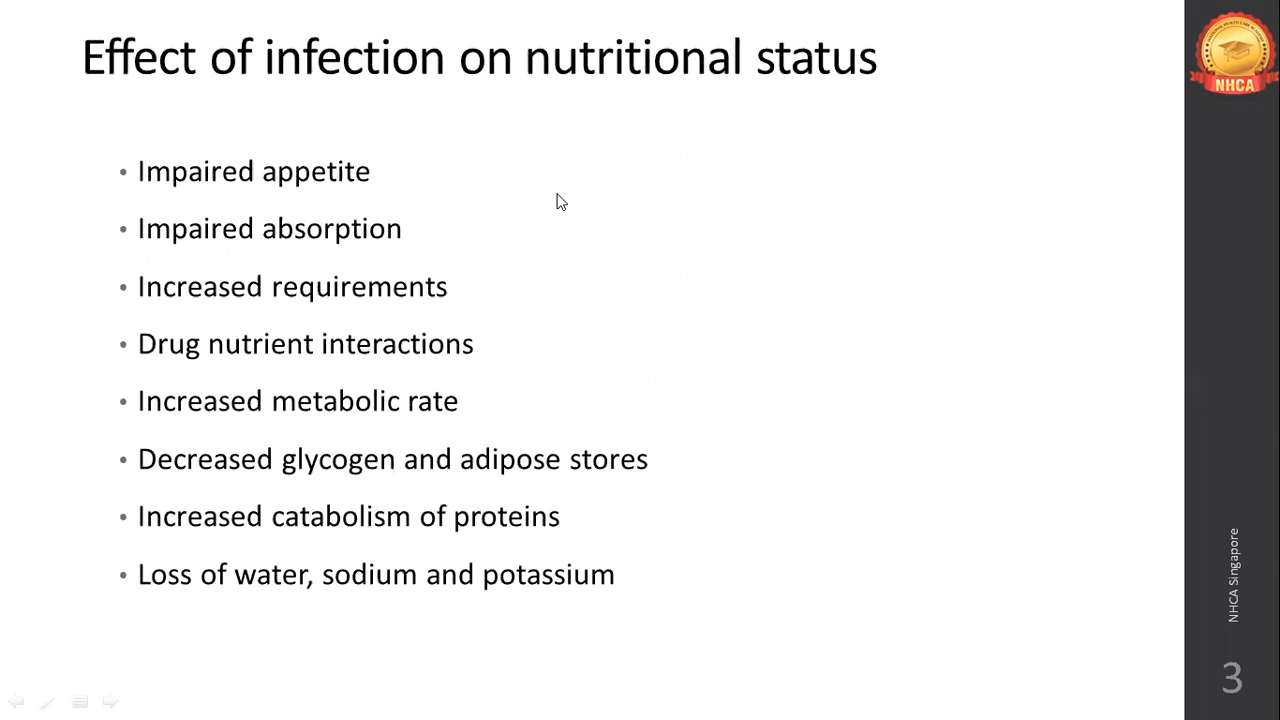 Effect of infection on nutritional status
NHCA
• Impaired appetite
• Impaired absorption
• Increased requirements
• Drug nutrient interactions
• Increased metabolic rate
• Decreased glycogen and adipose stores
• Increased catabolism of proteins
• Loss of water, sodium and potassium
NHCA Singapore
3